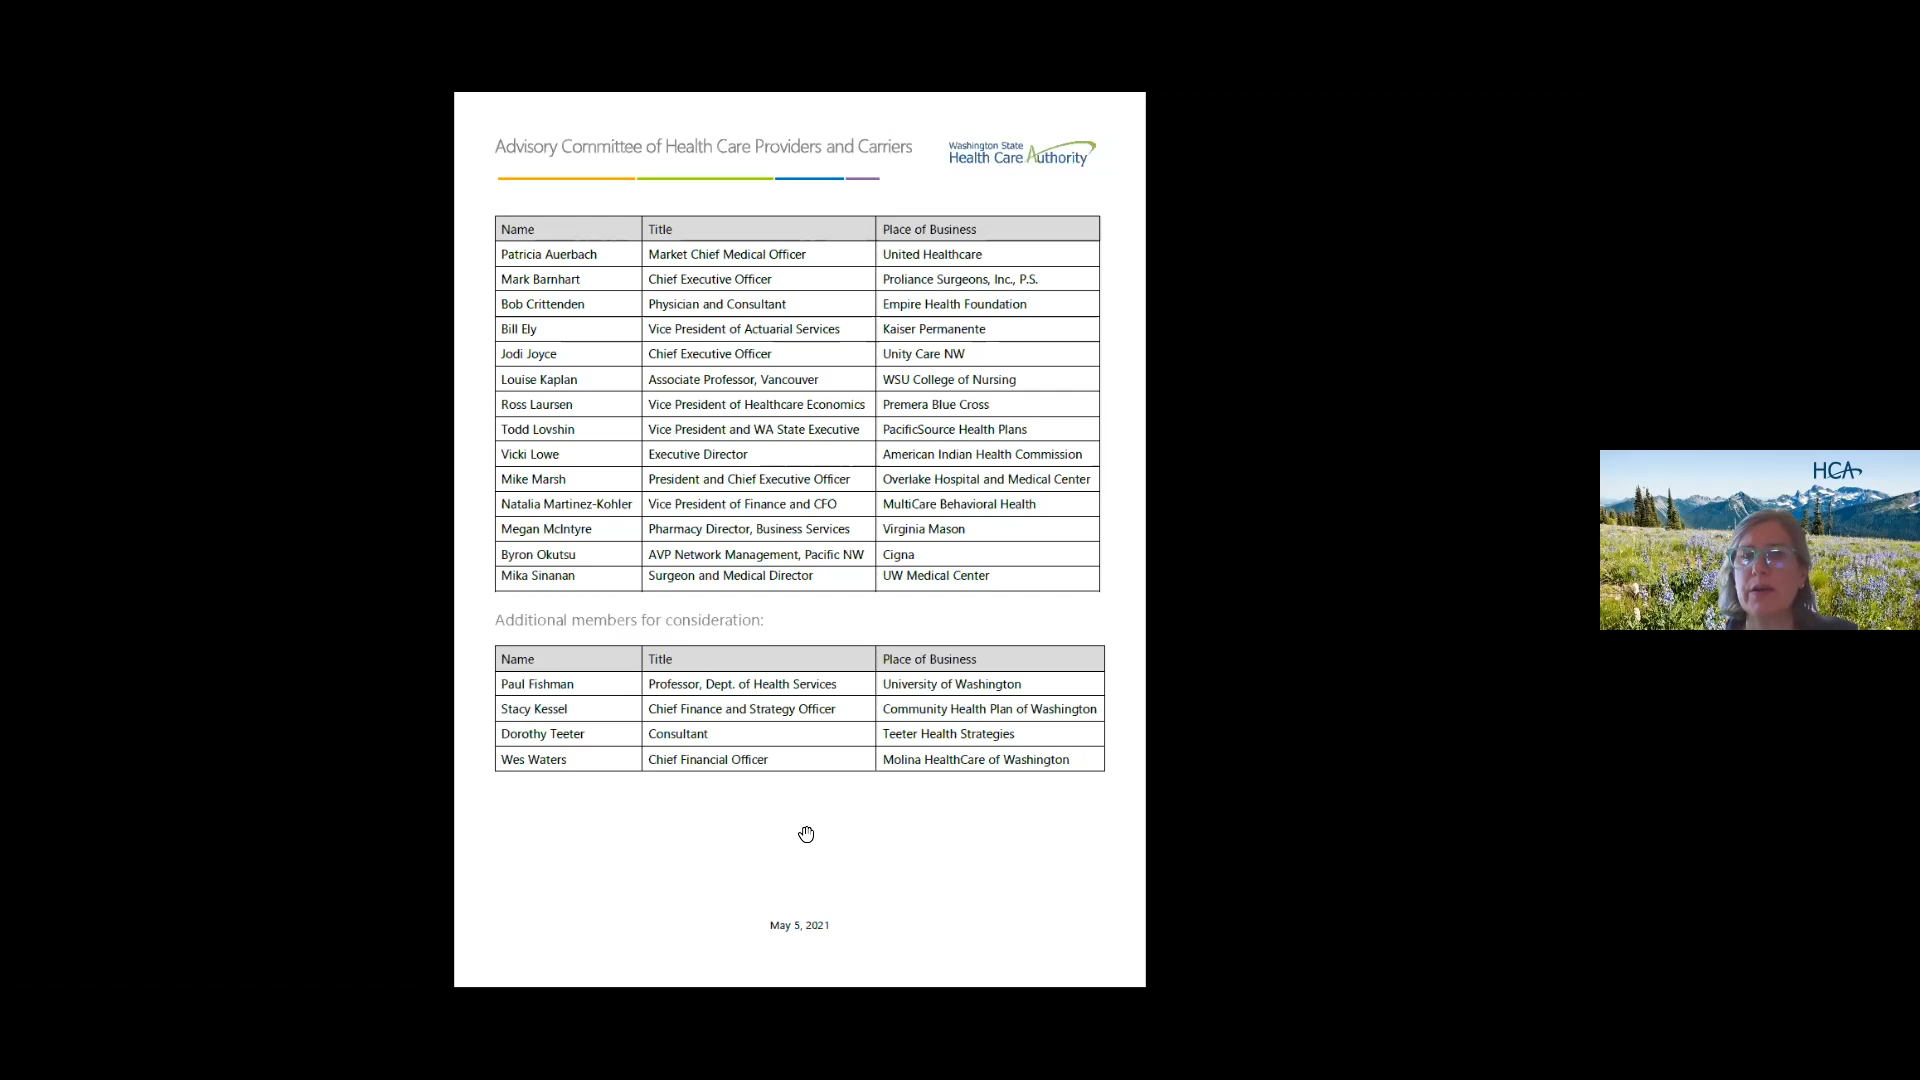 Advisory Committee of Health Care Providers and Carriers
Washington State
Health Care Authority
Name Title Place of Business
Patricia Auerbach Market Chief Medical Officer United Healthcare
Mark Barnhart Chief Executive Officer Proliance Surgeons, Inc., P.S.
Bob Crittenden Physician and Consultant Empire Health Foundation
Bill Ely Vice President of Actuarial Services Kaiser Permanente
Jodi Joyce Chief Executive Officer Unity Care NW
Louise Kaplan Associate Professor, Vancouver WSU College of Nursing
Ross Laursen Vice President of Healthcare Economics Premera Blue Cross
Todd Lovshin Vice President and WA State Executive PacificSource Health Plans
Vicki Lowe Executive Director American Indian Health Commission
Mike Marsh President and Chief Executive Officer Overlake Hospital and Medical Center
Natalia Martinez-Kohler Vice President of Finance and CFO MultiCare Behavioral Health
Megan McIntyre Pharmacy Director, Business Services Virginia Mason
Byron Okutsu AVP Network Management, Pacific NW Cigna
Mika Sinanan Surgeon and Medical Director UW Medical Center
Additional members for consideration:
Name Title Place of Business
Paul Fishman Professor, Dept. of Health Services University of Washington
Stacy Kessel Chief Finance and Strategy Officer Community Health Plan of Washington
Dorothy Teeter Consultant Teeter Health Strategies
Wes Waters Chief Financial Officer Molina HealthCare of Washington
May 5, 2021
HCA